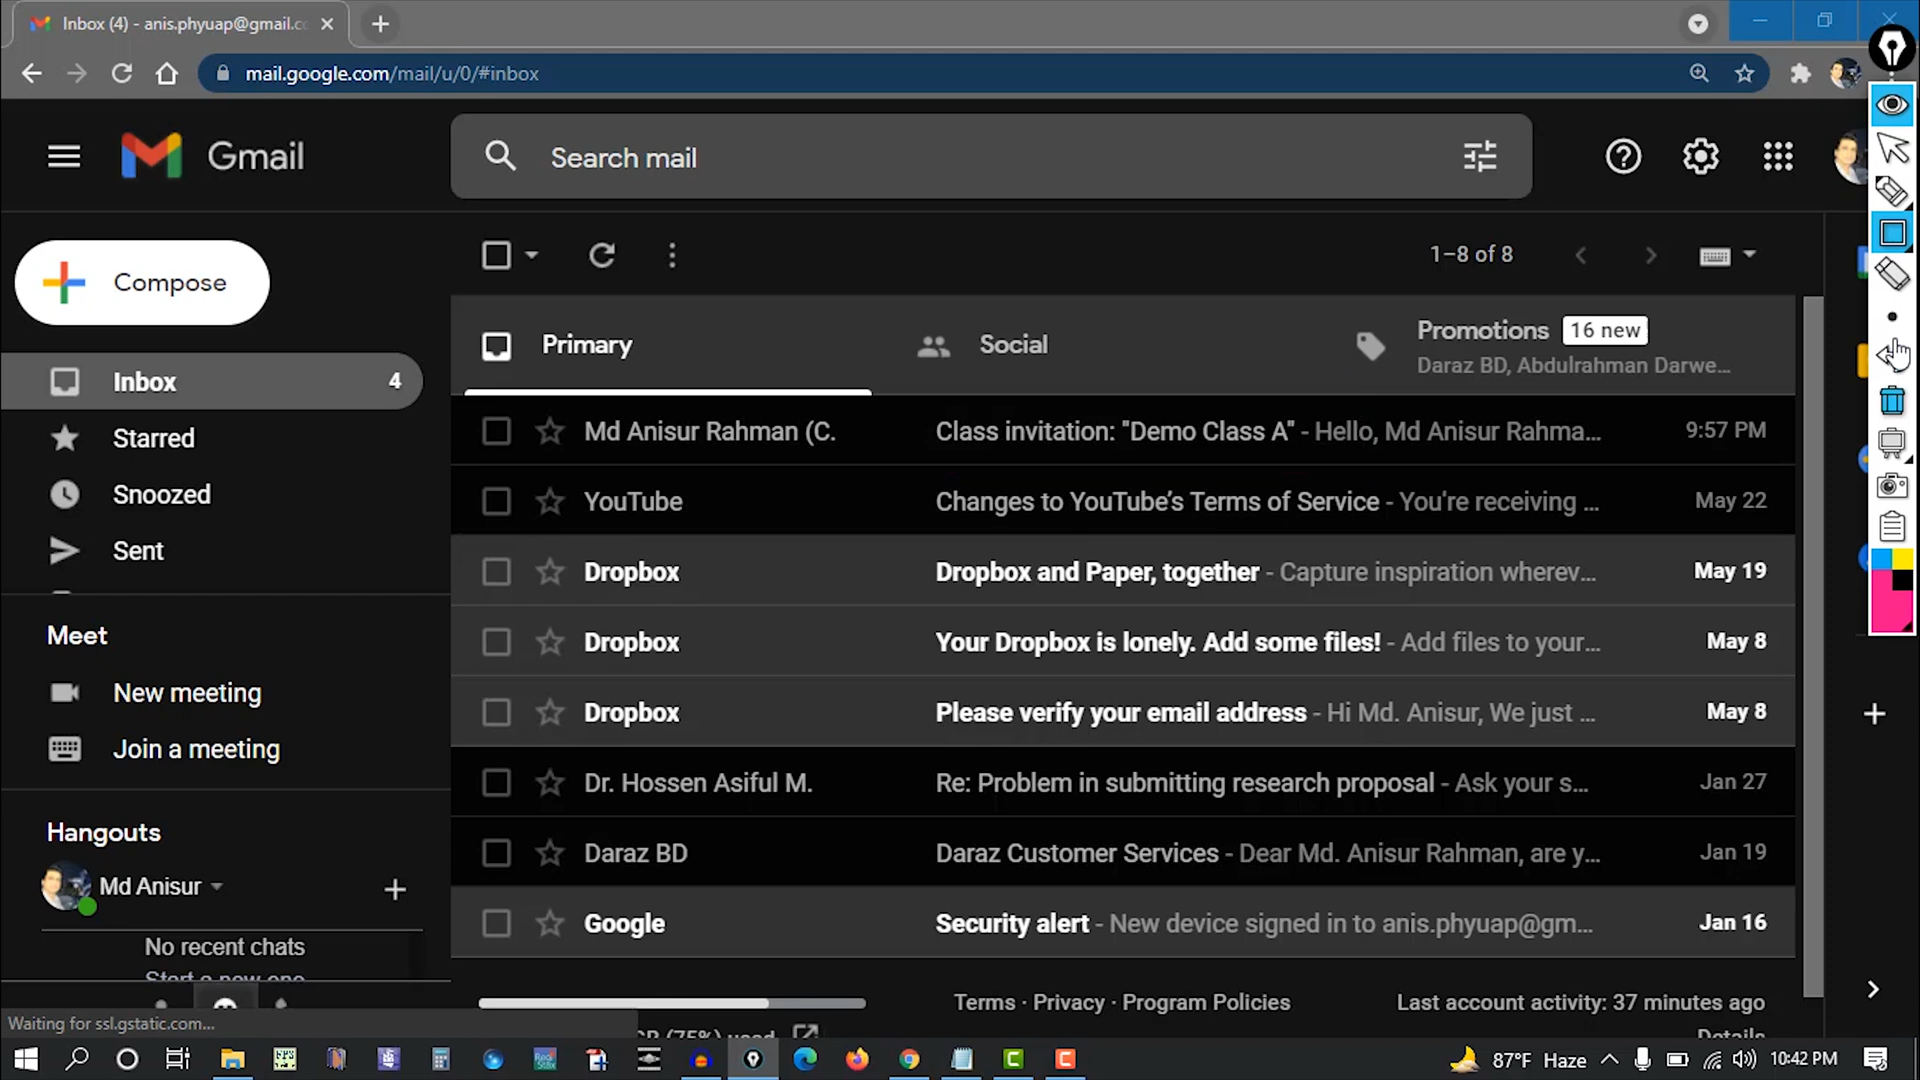 Inbox (4) - anis.phyuap@gmail.c
mail.google.com/mail/u/0/#inbox
Gmail
Search mail
Compose
1–8 of 8
Primary
Social
Promotions 16 new
Daraz BD, Abdulrahman Darwe...
Inbox 4
Starred
Snoozed
Sent
Md Anisur Rahman (C. Class invitation: "Demo Class A" - Hello, Md Anisur Rahma... 9:57 PM
YouTube Changes to YouTube's Terms of Service - You're receiving ... May 22
Dropbox Dropbox and Paper, together - Capture inspiration wherev... May 19
Dropbox Your Dropbox is lonely. Add some files! - Add files to your... May 8
Dropbox Please verify your email address - Hi Md. Anisur, We just ... May 8
Dr. Hossen Asiful M. Re: Problem in submitting research proposal - Ask your s... Jan 27
Daraz BD Daraz Customer Services - Dear Md. Anisur Rahman, are y... Jan 19
Google Security alert - New device signed in to anis.phyuap@gm... Jan 16
Meet
New meeting
Join a meeting
Hangouts
Md Anisur
No recent chats
Start a new one
Terms · Privacy · Program Policies
Last account activity: 37 minutes ago
Details
(75%) used
Waiting for ssl.gstatic.com...
87°F Haze
10:42 PM